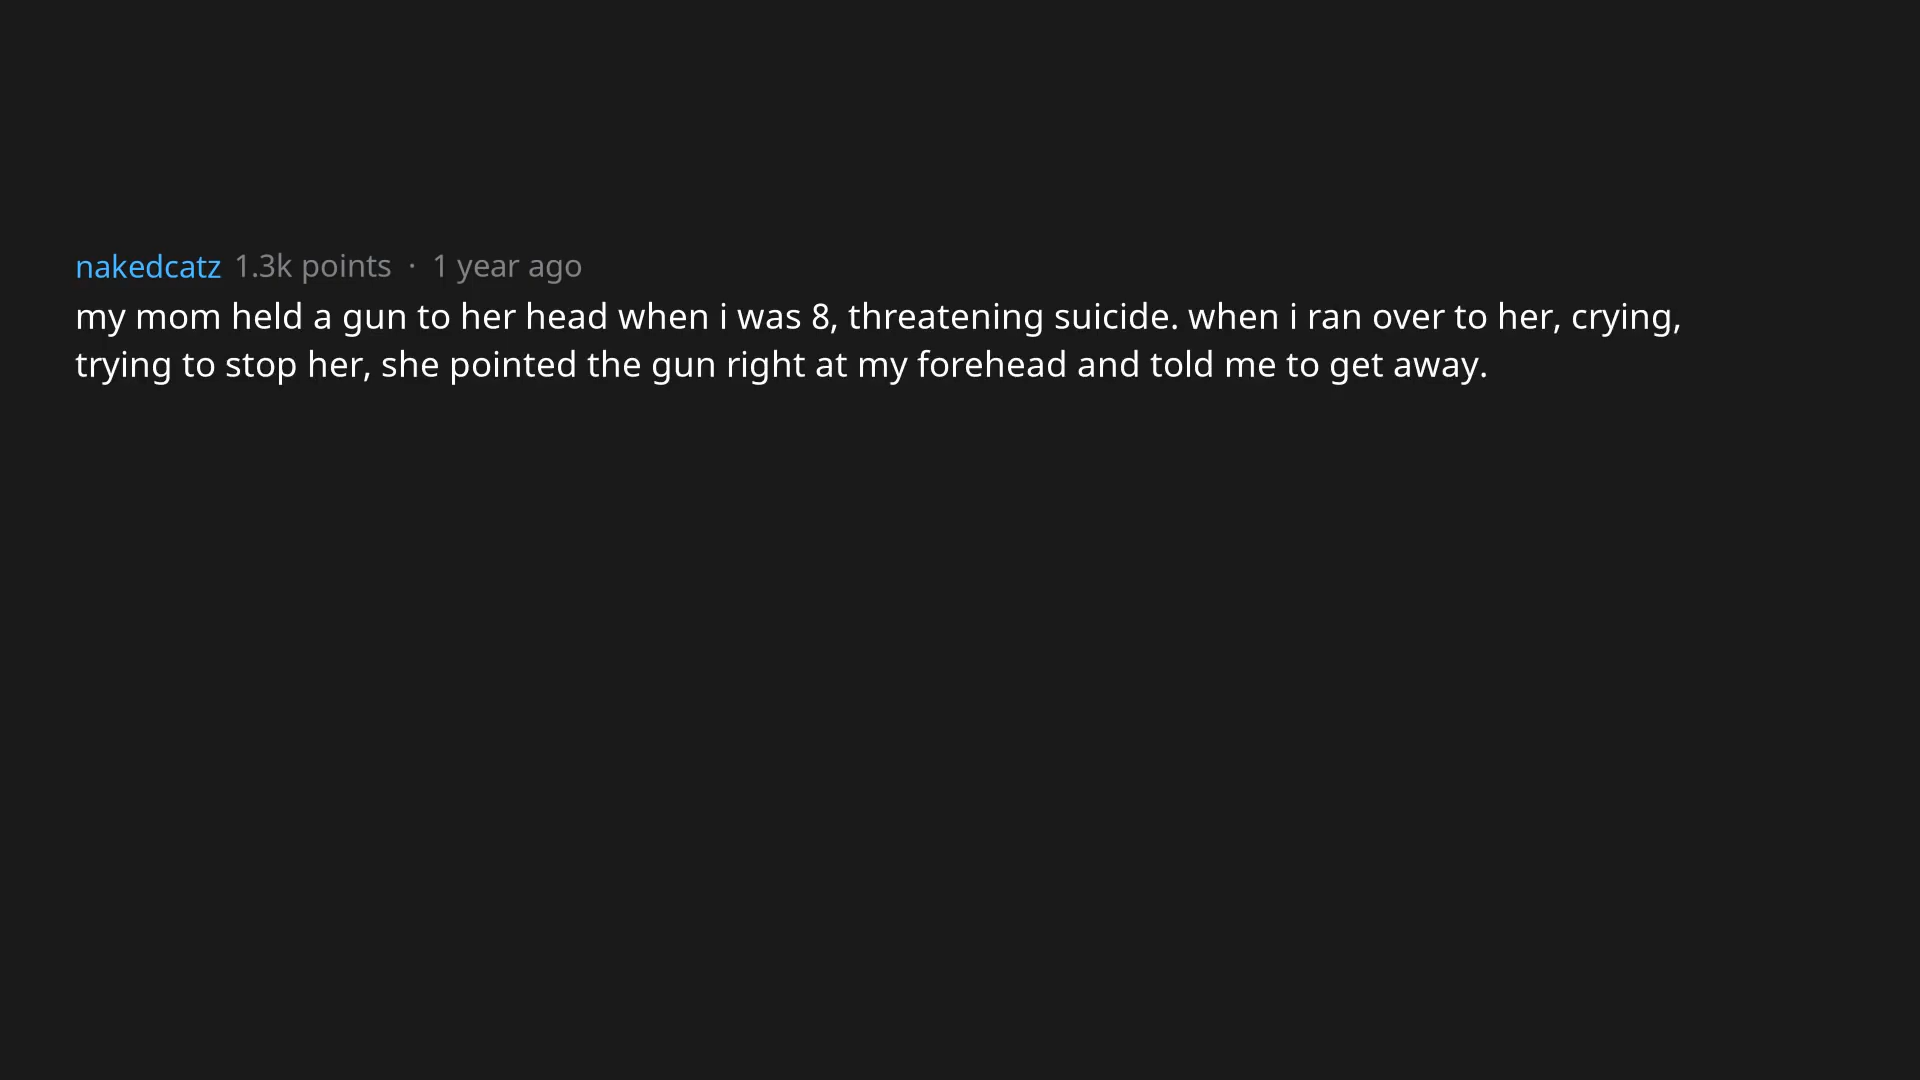 nakedcatz 1.3k points · 1 year ago
my mom held a gun to her head when i was 8, threatening suicide. when i ran over to her, crying,
trying to stop her, she pointed the gun right at my forehead and told me to get away.